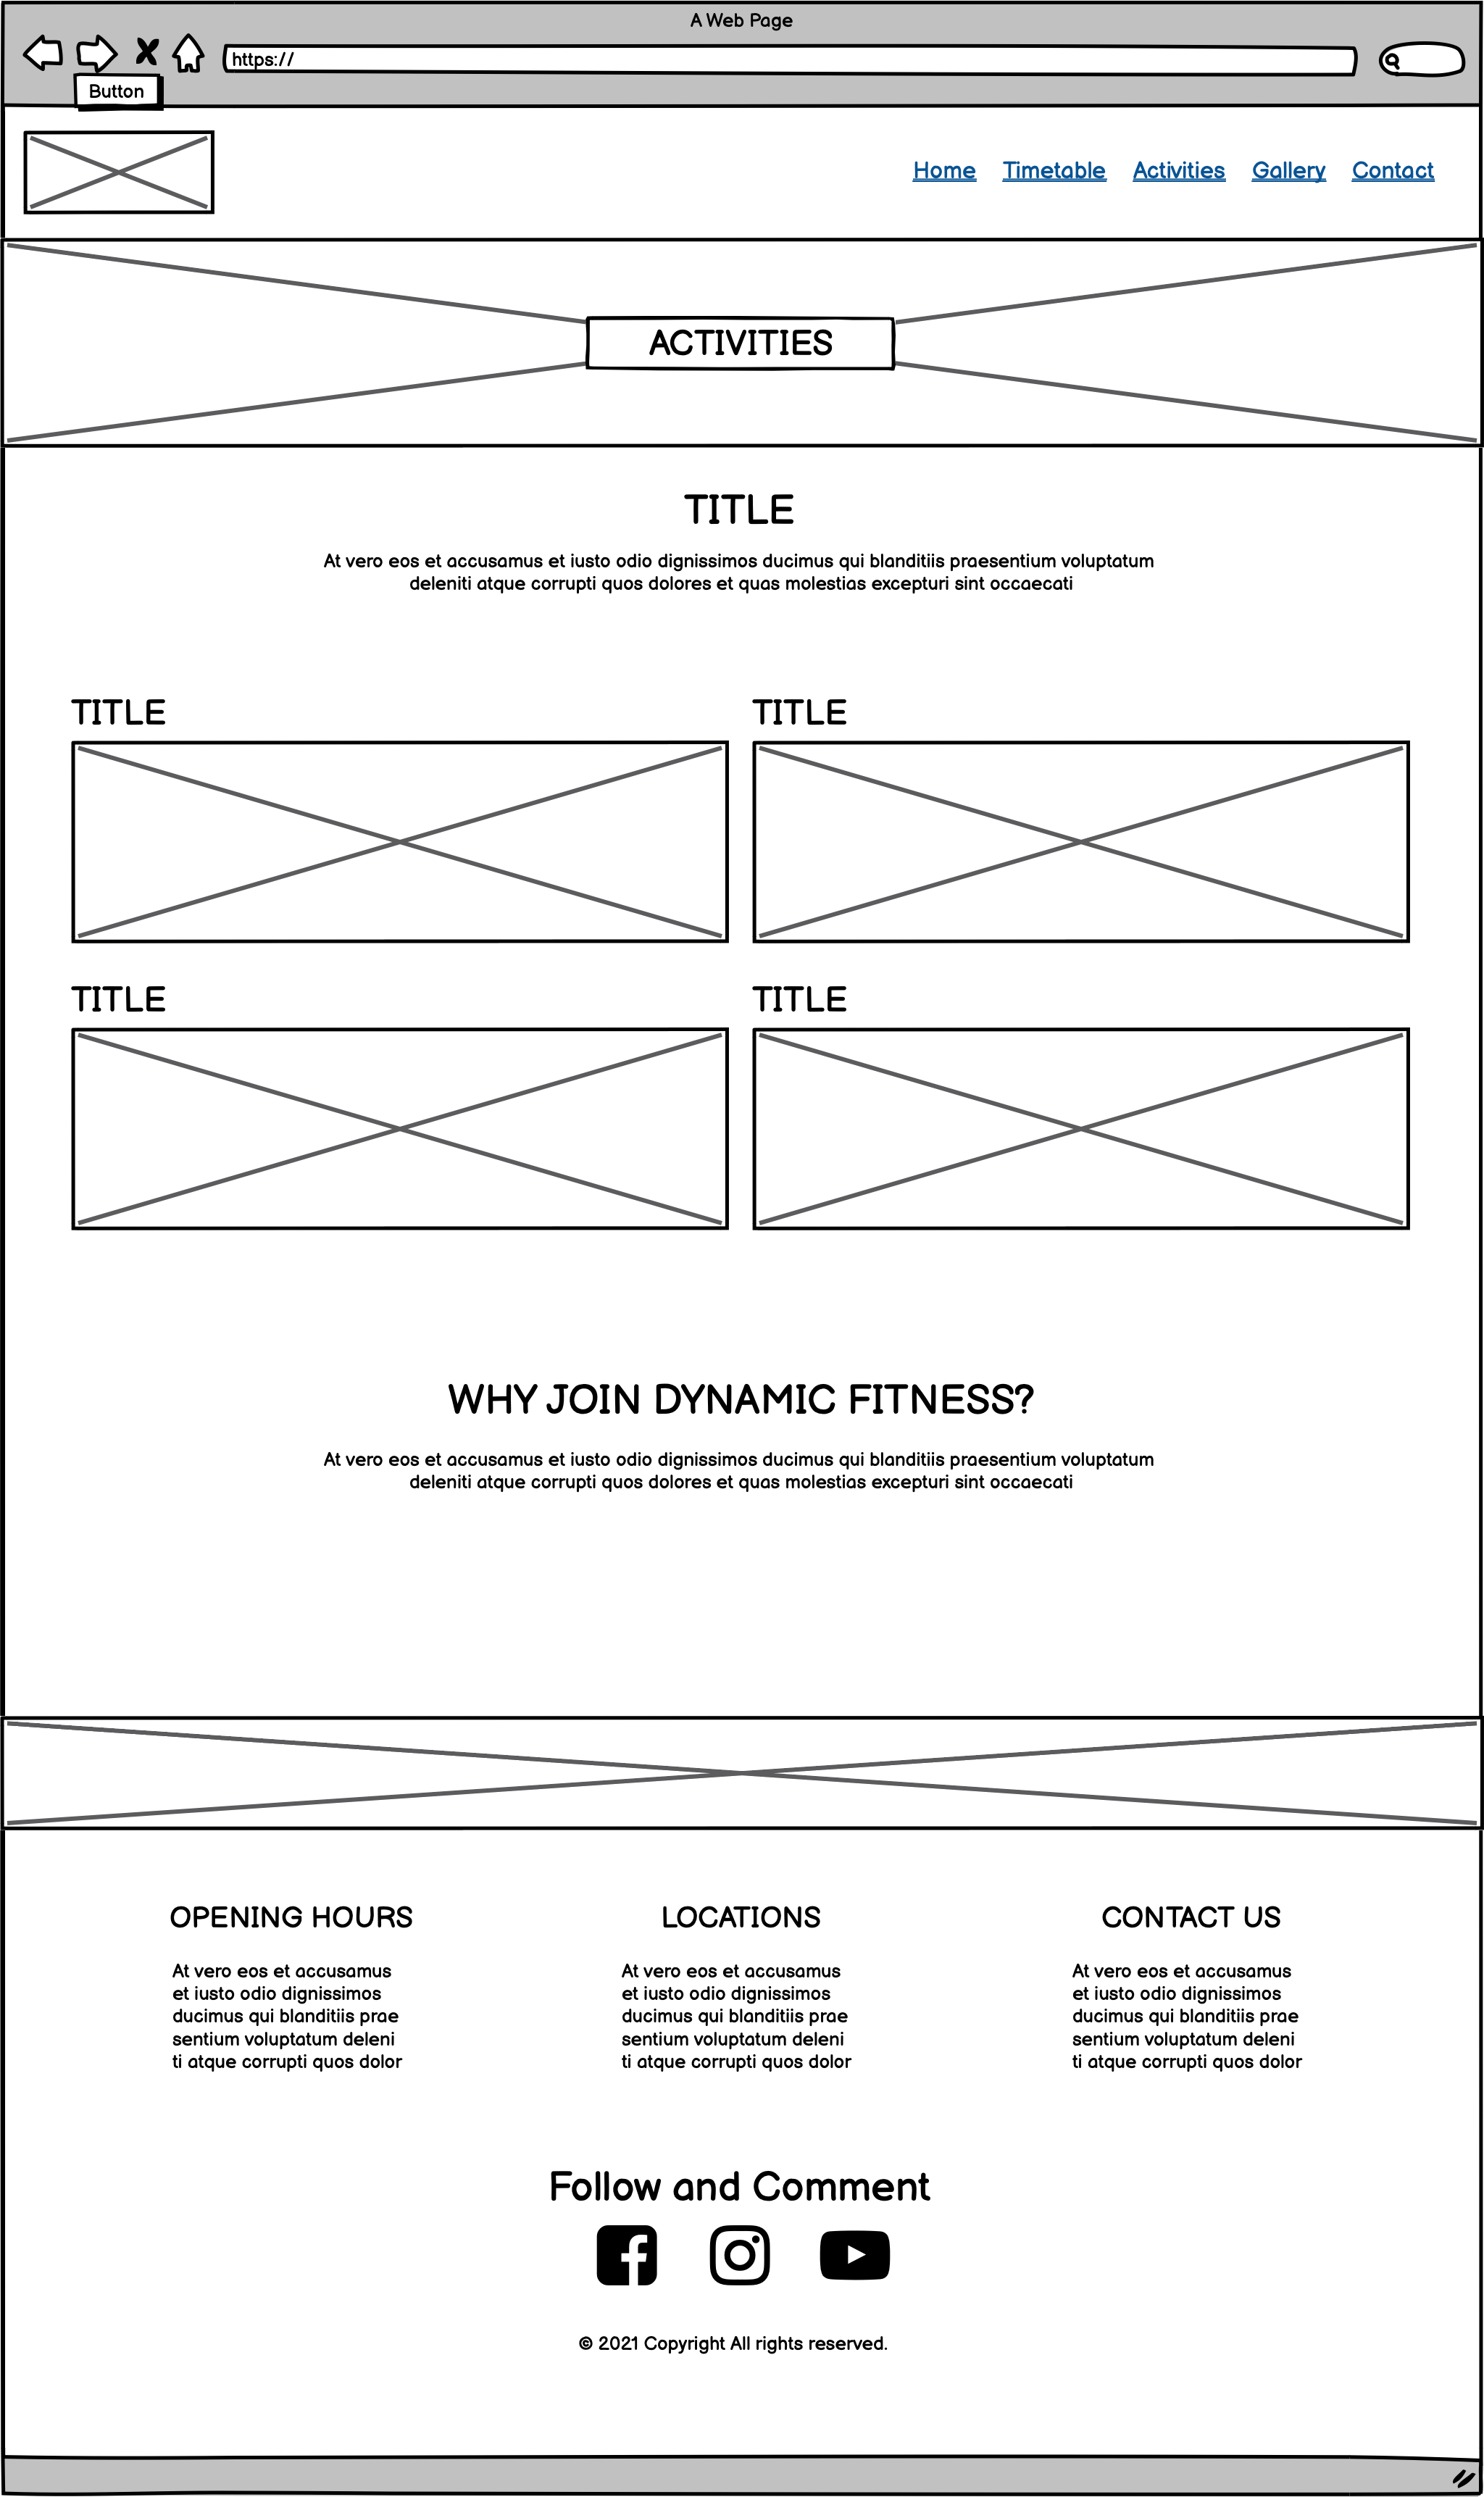 A Web Page
https://
Button
Home Timetable Activities Gallery Contact
ACTIVITIES
TITLE
At vero eos et accusamus et iusto odio dignissimos ducimus qui blanditiis praesentium voluptatum
deleniti atque corrupti quos dolores et quas molestias excepturi sint occaecati
TITLE
TITLE
TITLE
TITLE
WHY JOIN DYNAMIC FITNESS?
At vero eos et accusamus et iusto odio dignissimos ducimus qui blanditiis praesentium voluptatum
deleniti atque corrupti quos dolores et quas molestias excepturi sint occaecati
OPENING HOURS
At vero eos et accusamus
et iusto odio dignissimos
ducimus qui blanditiis prae
sentium voluptatum deleni
ti atque corrupti quos dolor
LOCATIONS
At vero eos et accusamus
et iusto odio dignissimos
ducimus qui blanditiis prae
sentium voluptatum deleni
ti atque corrupti quos dolor
CONTACT US
At vero eos et accusamus
et iusto odio dignissimos
ducimus qui blanditiis prae
sentium voluptatum deleni
ti atque corrupti quos dolor
Follow and Comment
© 2021 Copyright All rights reserved.